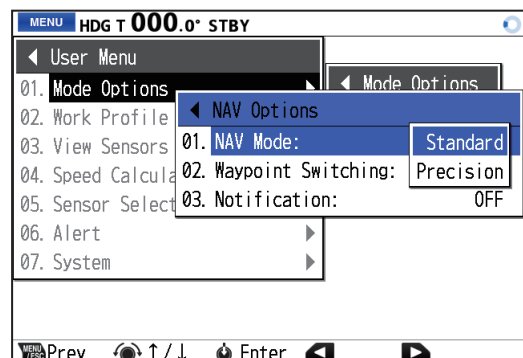 MENU HDG T 000.0° STBY
◀ User Menu
01. Mode Options ▶
◀ Mode Options
02. Work Profile
◀ NAV Options
03. View Sensors
01. NAV Mode: Standard
04. Speed Calcula
02. Waypoint Switching: Precision
05. Sensor Select
03. Notification: OFF
06. Alert ▶
07. System ▶
MENU/ESC Prev ↑/↓ Enter ◀ ▶